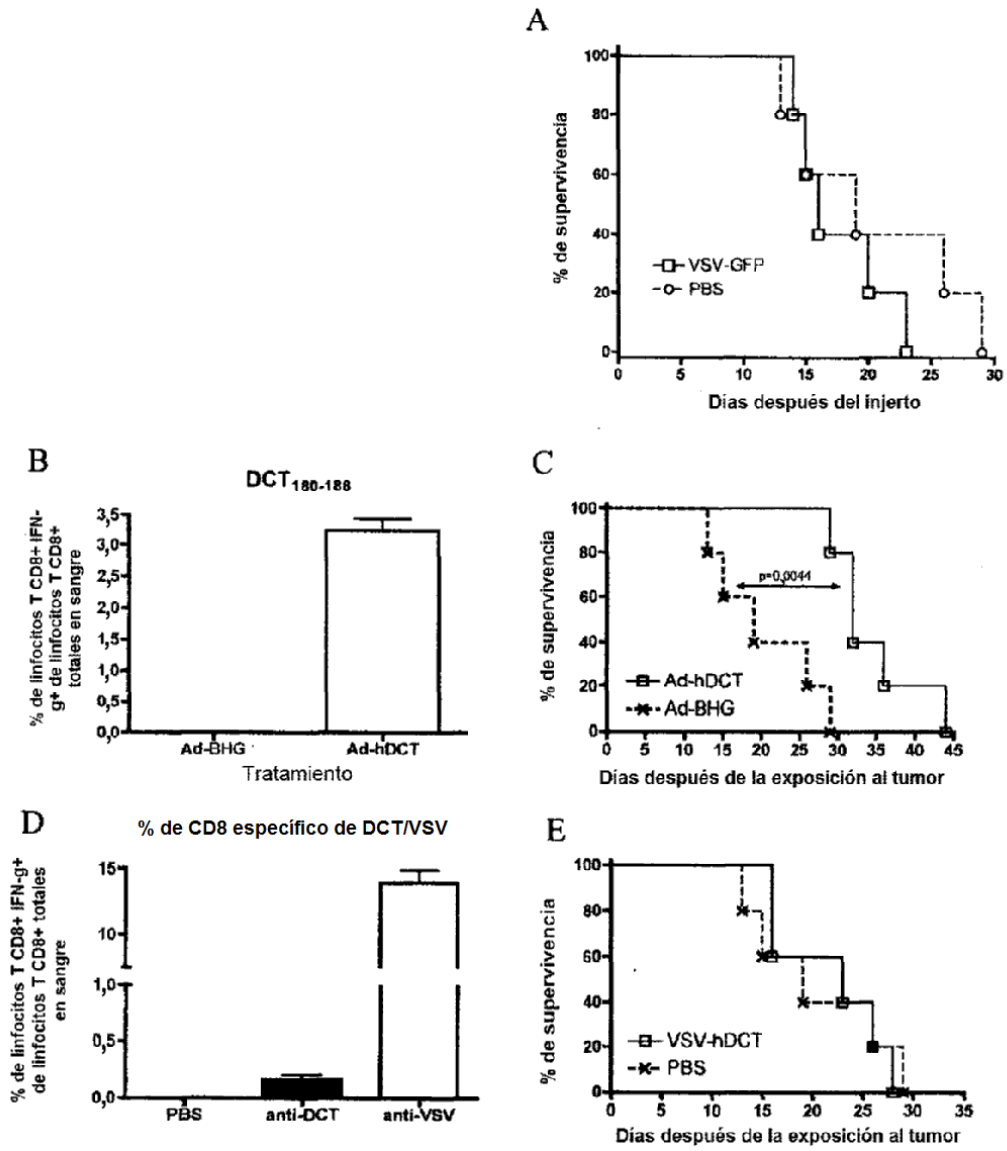 A
% de supervivencia
100
80
60
40
20
0
VSV-GFP
PBS
0 5 10 15 20 25 30
Días después del injerto
B
DCT180-188
% de linfocitos T CD8+ IFN-
g+ de linfocitos T CD8+
totales en sangre
3,5
3,0
2,5
2,0
1,5
1,0
0,5
0,0
Ad-BHG Ad-hDCT
Tratamiento
C
% de supervivencia
100
80
60
40
20
0
p=0,0044
Ad-hDCT
Ad-BHG
0 5 10 15 19 25 30 35 41 45
Días después de la exposición al tumor
D
% de CD8 específico de DCT/VSV
% de linfocitos T CD8+ IFN-g+
de linfocitos T CD8+ totales
en sangre
15
10
1,0
0,5
0,0
PBS anti-DCT anti-VSV
E
% de supervivencia
100
80
60
40
20
0
VSV-hDCT
PBS
0 5 10 15 19 23 30 35
Días después de la exposición al tumor